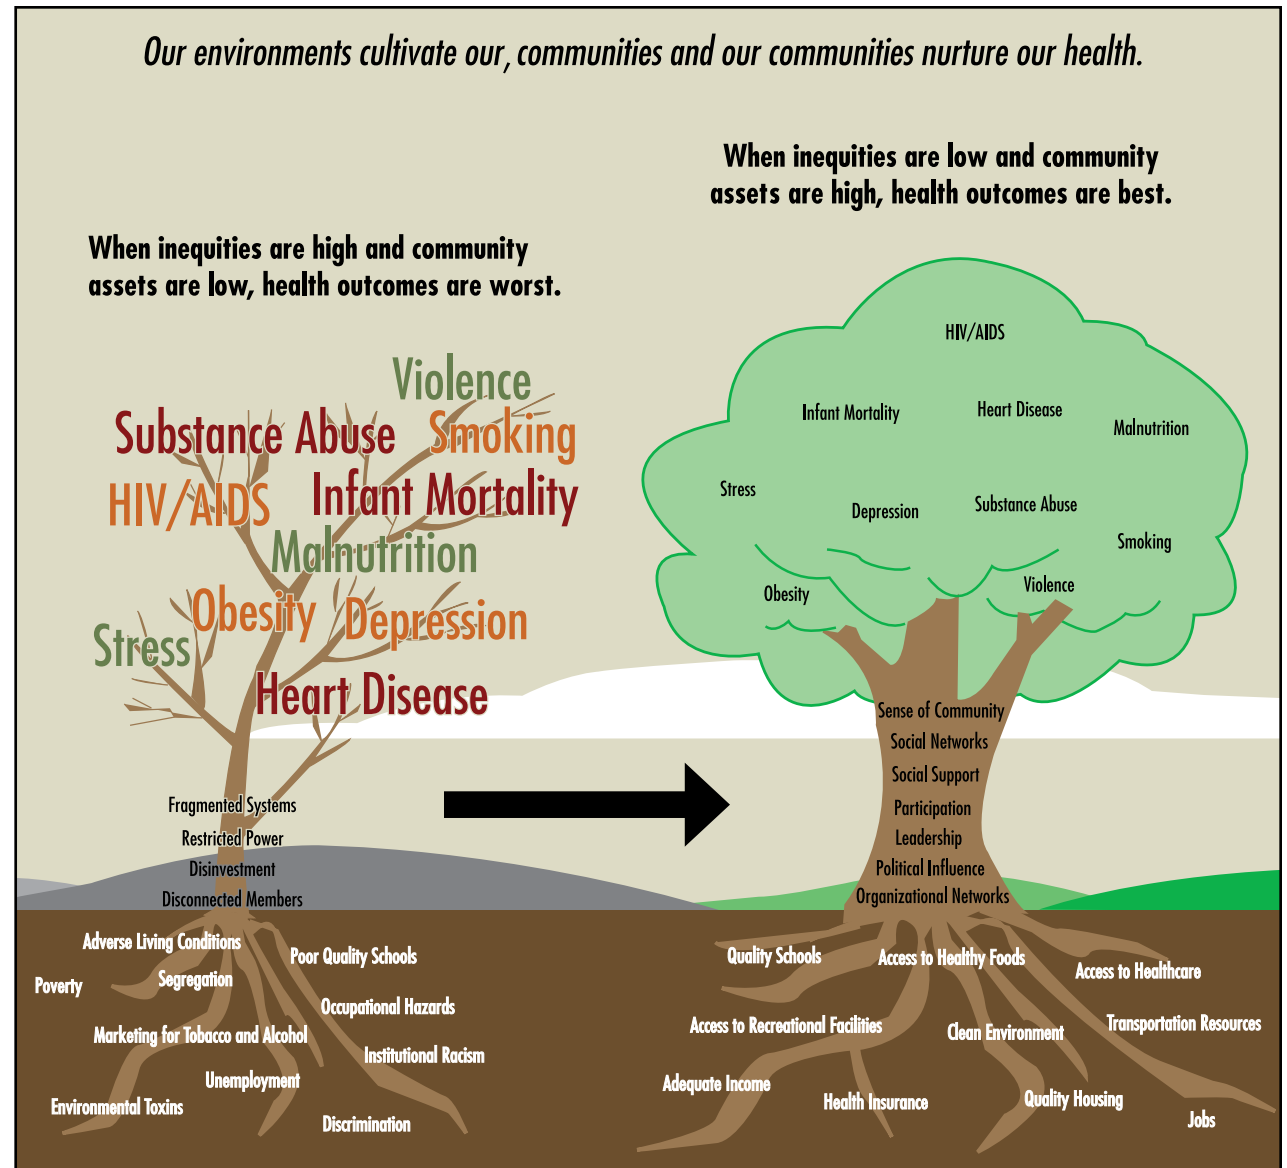 Our environments cultivate our, communities and our communities nurture our health.
When inequities are high and community
assets are low, health outcomes are worst.
Violence
Substance Abuse
Smoking
HIV/AIDS
Infant Mortality
Malnutrition
Obesity
Depression
Stress
Heart Disease
Fragmented Systems
Restricted Power
Disinvestment
Disconnected Members
Adverse Living Conditions
Poor Quality Schools
Segregation
Poverty
Occupational Hazards
Marketing for Tobacco and Alcohol
Institutional Racism
Unemployment
Environmental Toxins
Discrimination
When inequities are low and community
assets are high, health outcomes are best.
HIV/AIDS
Infant Mortality
Heart Disease
Malnutrition
Stress
Depression
Substance Abuse
Smoking
Obesity
Violence
Sense of Community
Social Networks
Social Support
Participation
Leadership
Political Influence
Organizational Networks
Quality Schools
Access to Healthy Foods
Access to Healthcare
Access to Recreational Facilities
Clean Environment
Transportation Resources
Adequate Income
Health Insurance
Quality Housing
Jobs